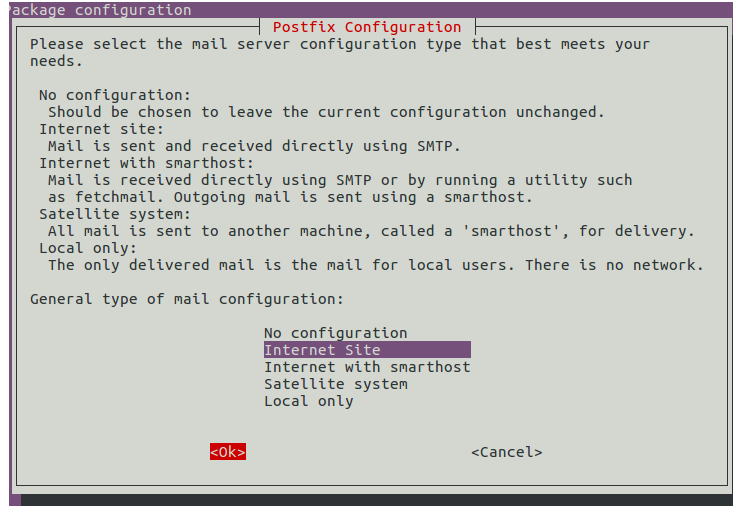 Package configuration
Postfix Configuration
Please select the mail server configuration type that best meets your
needs.
No configuration:
Should be chosen to leave the current configuration unchanged.
Internet site:
Mail is sent and received directly using SMTP.
Internet with smarthost:
Mail is received directly using SMTP or by running a utility such
as fetchmail. Outgoing mail is sent using a smarthost.
Satellite system:
All mail is sent to another machine, called a 'smarthost', for delivery.
Local only:
The only delivered mail is the mail for local users. There is no network.
General type of mail configuration:
No configuration
Internet Site
Internet with smarthost
Satellite system
Local only
<Ok> <Cancel>